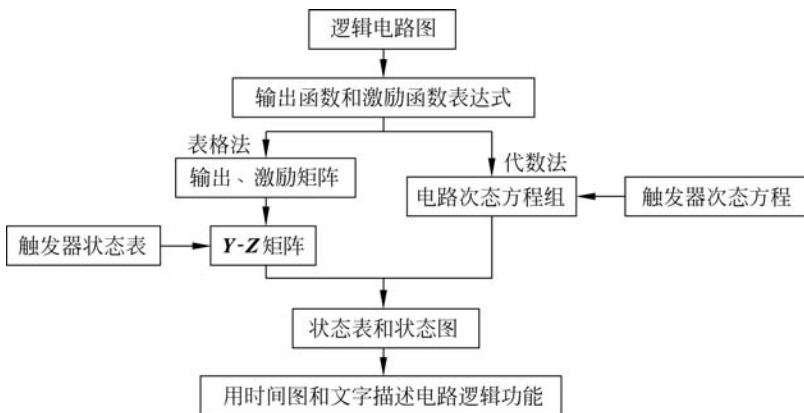 逻辑电路图
输出函数和激励函数表达式
表格法
代数法
输出、激励矩阵
电路次态方程组
触发器次态方程
触发器状态表
Y-Z矩阵
状态表和状态图
用时间图和文字描述电路逻辑功能